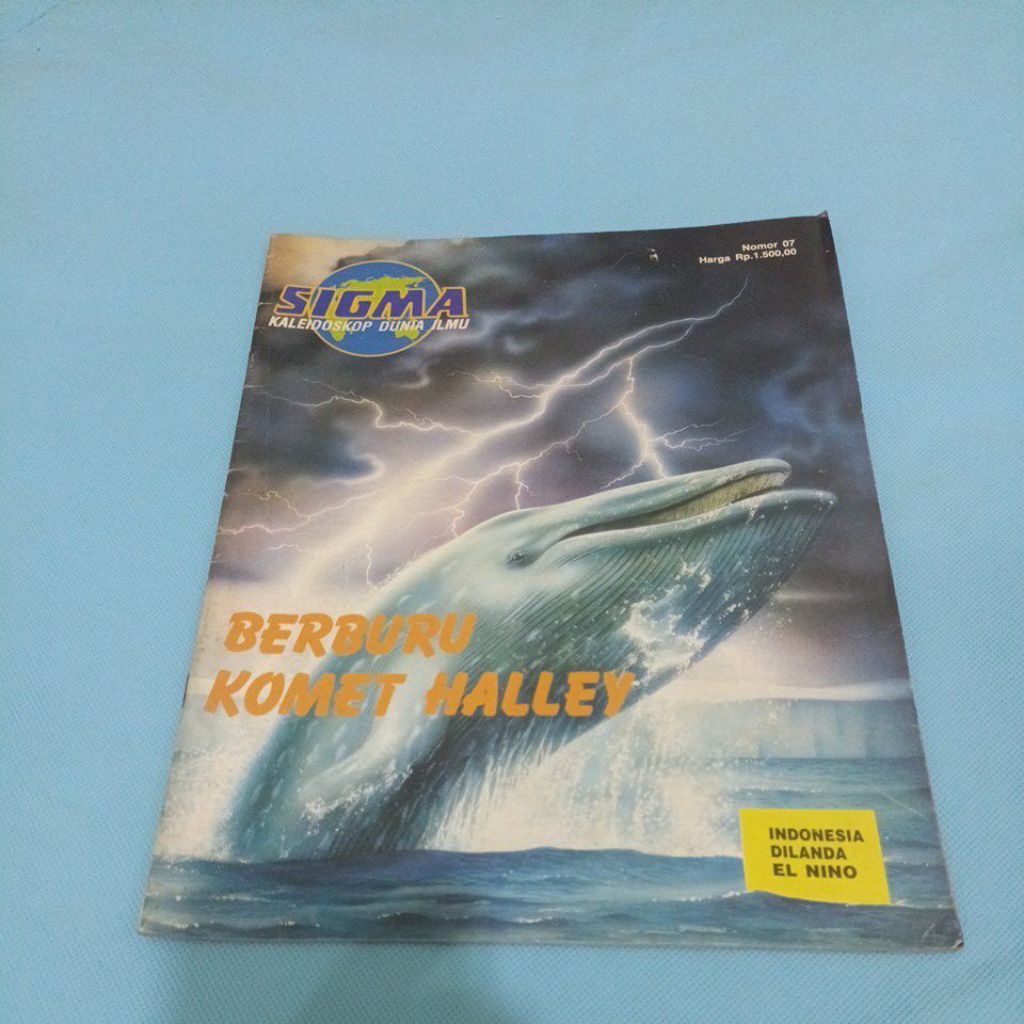 Nomor 07
Harga Rp.1.500,00
SIGMA
KALEIDOSKOP DUNIA ILMU
BERBURU
KOMET HALLEY
INDONESIA
DILANDA
EL NINO